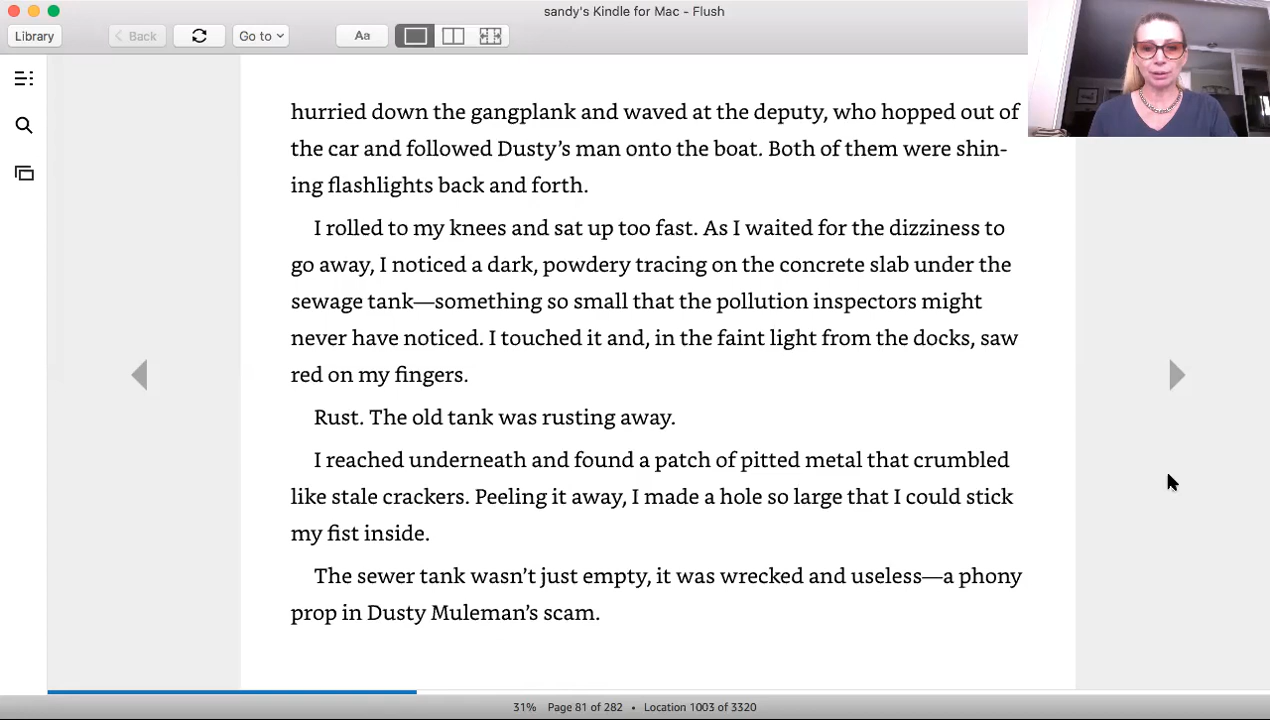 sandy's Kindle for Mac - Flush
Library
Back
Go to
Aa
hurried down the gangplank and waved at the deputy, who hopped out of
the car and followed Dusty’s man onto the boat. Both of them were shin-
ing flashlights back and forth.
I rolled to my knees and sat up too fast. As I waited for the dizziness to
go away, I noticed a dark, powdery tracing on the concrete slab under the
sewage tank—something so small that the pollution inspectors might
never have noticed. I touched it and, in the faint light from the docks, saw
red on my fingers.
Rust. The old tank was rusting away.
I reached underneath and found a patch of pitted metal that crumbled
like stale crackers. Peeling it away, I made a hole so large that I could stick
my fist inside.
The sewer tank wasn’t just empty, it was wrecked and useless—a phony
prop in Dusty Muleman’s scam.
31% Page 81 of 282 • Location 1003 of 3320